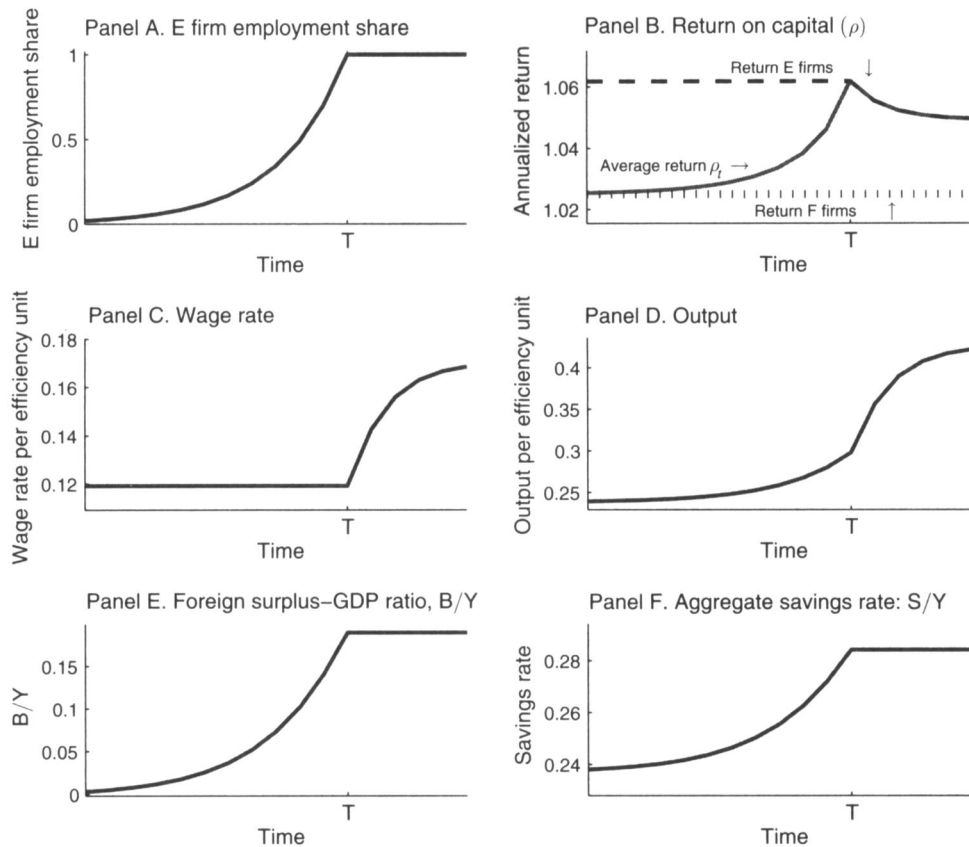 Panel A. E firm employment share
E firm employment share
1
0.5
0
T
Time
Panel B. Return on capital (ρ)
Annualized return
1.06
1.04
1.02
Return E firms ↓
Average return ρt →
Return F firms ↑
T
Time
Panel C. Wage rate
Wage rate per efficiency unit
0.18
0.16
0.14
0.12
T
Time
Panel D. Output
Output per efficiency unit
0.4
0.35
0.3
0.25
T
Time
Panel E. Foreign surplus–GDP ratio, B/Y
B/Y
0.15
0.1
0.05
0
T
Time
Panel F. Aggregate savings rate: S/Y
Savings rate
0.28
0.26
0.24
T
Time